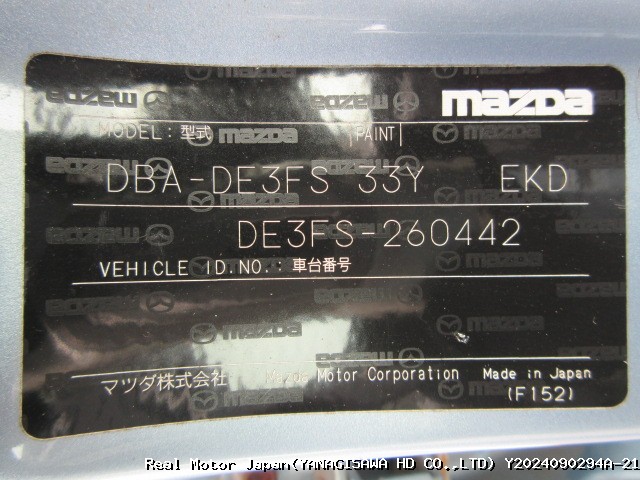 mazda
MODEL: 型式 |PAINT|
DBA-DE3FS 33Y EKD
DE3FS-260442
VEHICLE ID.NO.: 車台番号
マツダ株式会社 Mazda Motor Corporation Made in Japan
(F152)
Real Motor Japan(YANAGISAWA HD CO.,LTD) Y2024090294A-21